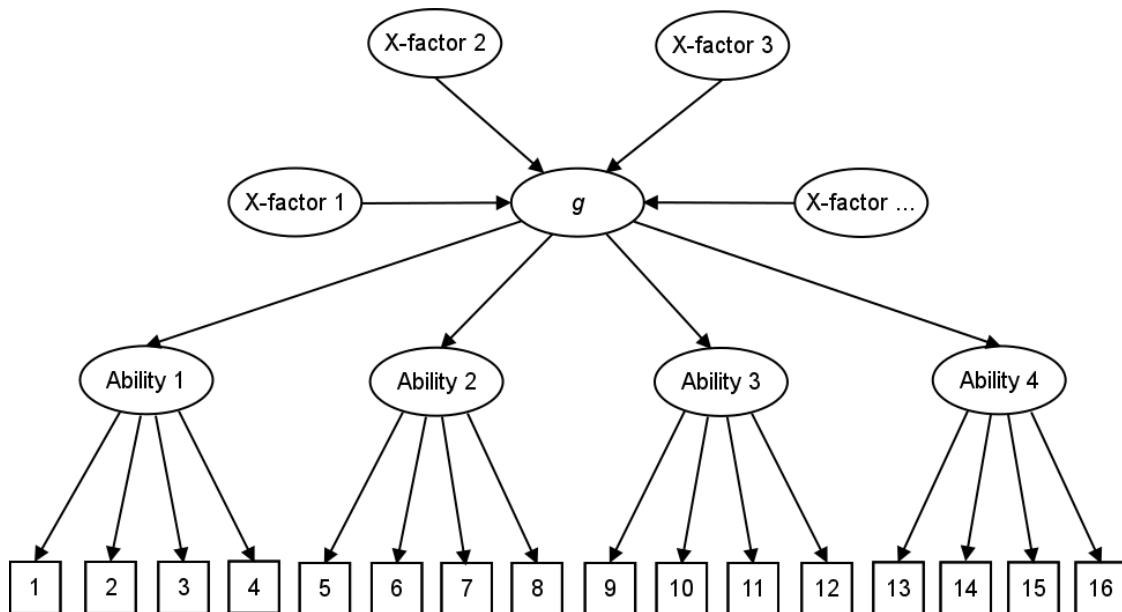 X-factor 2
X-factor 3
X-factor 1
g
X-factor ...
Ability 1
Ability 2
Ability 3
Ability 4
1
2
3
4
5
6
7
8
9
10
11
12
13
14
15
16